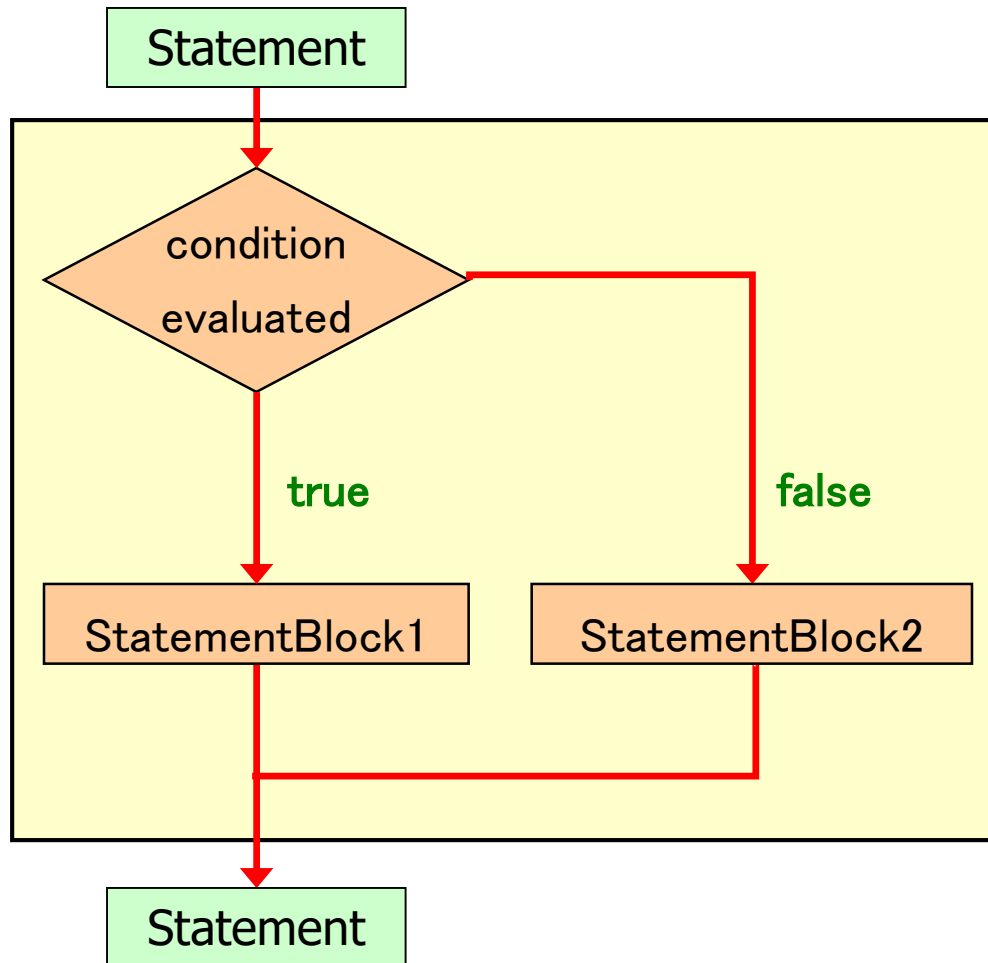 Statement
condition
evaluated
true
false
StatementBlock1
StatementBlock2
Statement